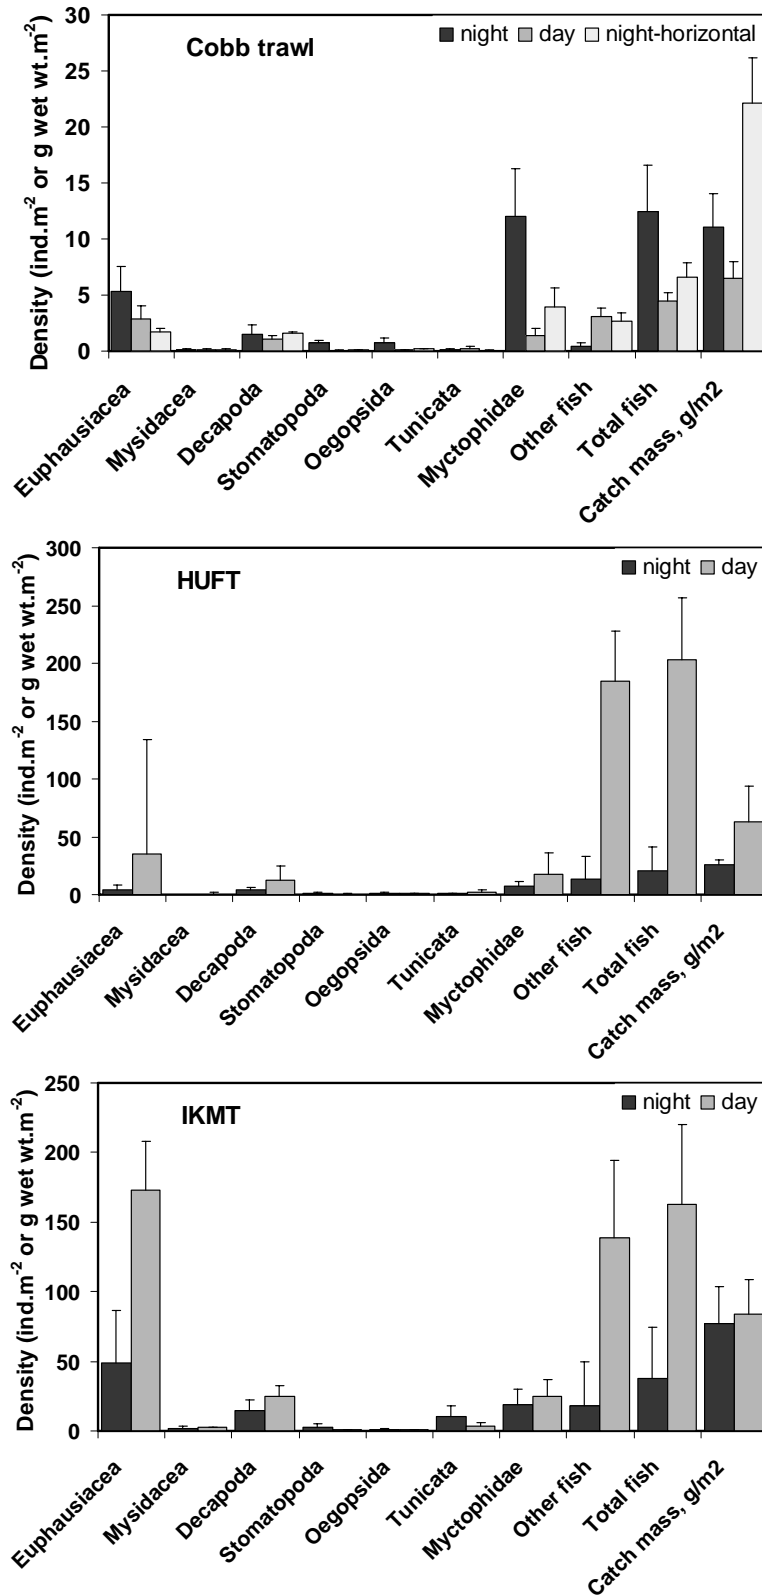 Cobb trawl
night day night-horizontal
Density (ind.m-2 or g wet wt.m-2)
30
25
20
15
10
5
0
Euphausiacea
Mysidacea
Decapoda
Stomatopoda
Oegopsida
Tunicata
Myctophidae
Other fish
Total fish
Catch mass, g/m2
HUFT
night day
Density (ind.m-2 or g wet wt.m-2)
300
250
200
150
100
50
0
Euphausiacea
Mysidacea
Decapoda
Stomatopoda
Oegopsida
Tunicata
Myctophidae
Other fish
Total fish
Catch mass, g/m2
IKMT
night day
Density (ind.m-2 or g wet wt.m-2)
250
200
150
100
50
0
Euphausiacea
Mysidacea
Decapoda
Stomatopoda
Oegopsida
Tunicata
Myctophidae
Other fish
Total fish
Catch mass, g/m2